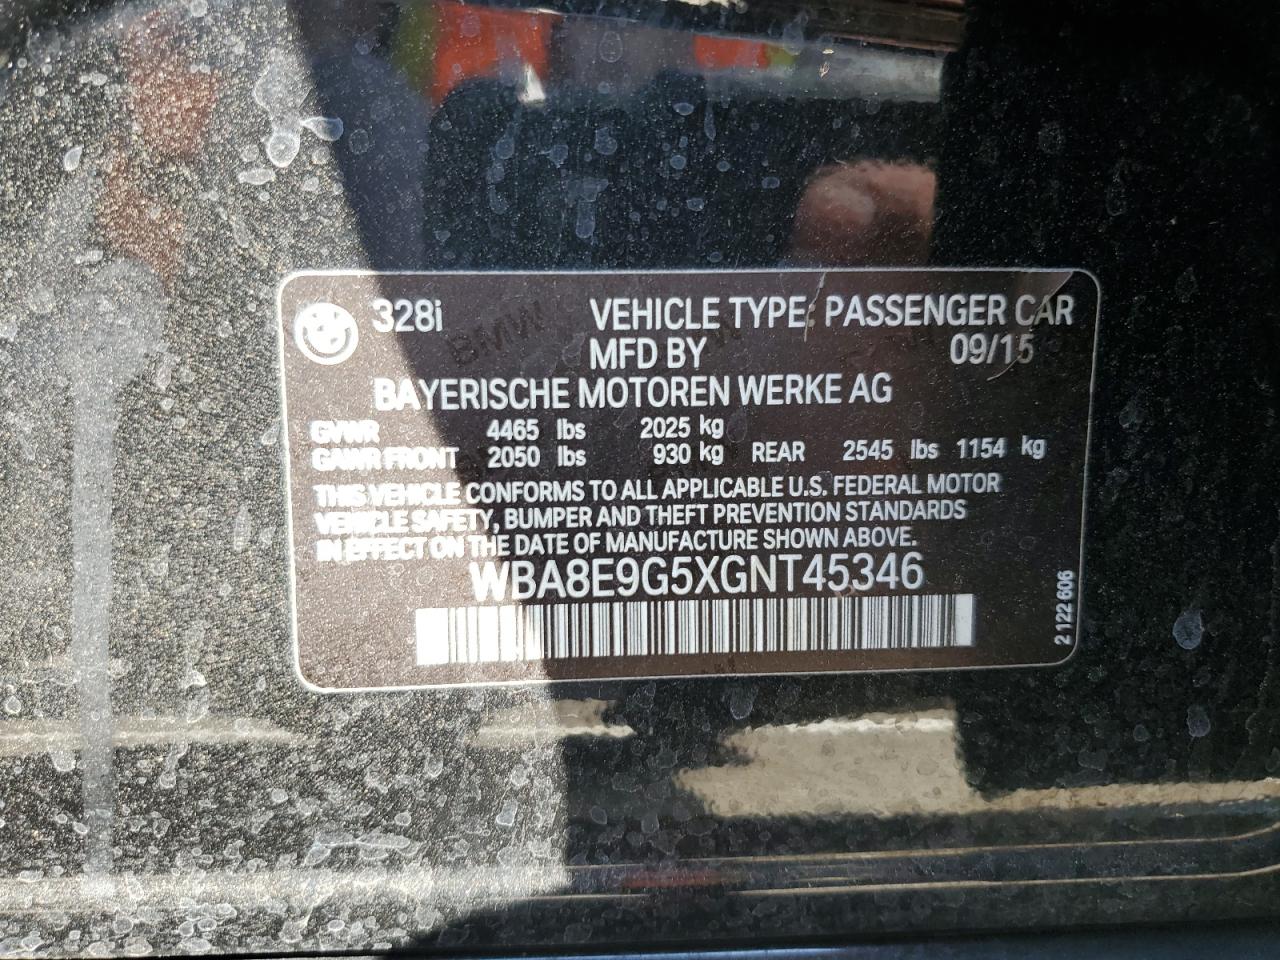 328i VEHICLE TYPE: PASSENGER CAR
MFD BY 09/15
BAYERISCHE MOTOREN WERKE AG
GVWR 4465 lbs 2025 kg
GAWR FRONT 2050 lbs 930 kg REAR 2545 lbs 1154 kg
THIS VEHICLE CONFORMS TO ALL APPLICABLE U.S. FEDERAL MOTOR
VEHICLE SAFETY, BUMPER AND THEFT PREVENTION STANDARDS
IN EFFECT ON THE DATE OF MANUFACTURE SHOWN ABOVE.
WBA8E9G5XGNT45346
2 122 606
BMW